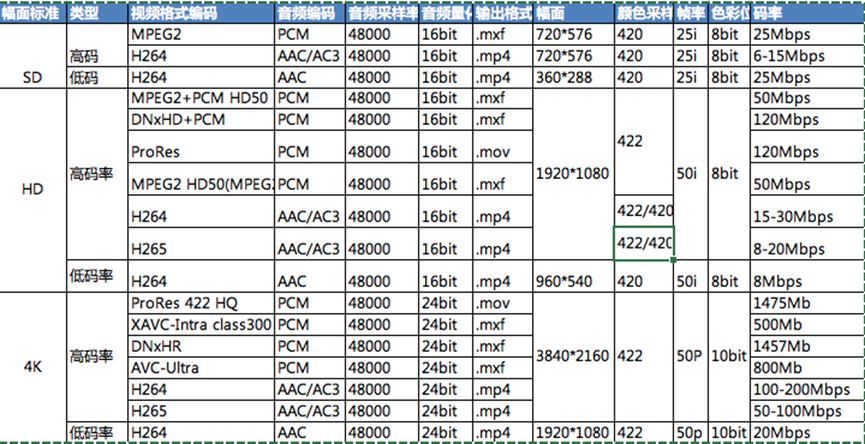 幅面标准 类型 视频格式编码 音频编码 音频采样率 音频量化 输出格式 幅面 颜色采样 帧率 色彩位 码率
SD 高码 MPEG2 PCM 48000 16bit .mxf 720*576 420 25i 8bit 25Mbps
H264 AAC/AC3 48000 16bit .mp4 720*576 420 25i 8bit 6-15Mbps
低码 H264 AAC 48000 16bit .mp4 360*288 420 25i 8bit 25Mbps
HD 高码率 MPEG2+PCM HD50 PCM 48000 16bit .mxf 1920*1080 422 50i 8bit 50Mbps
DNxHD+PCM PCM 48000 16bit .mxf 120Mbps
ProRes PCM 48000 16bit .mov 120Mbps
MPEG2 HD50(MPEG2 PCM 48000 16bit .mxf 50Mbps
H264 AAC/AC3 48000 16bit .mp4 422/420 15-30Mbps
H265 AAC/AC3 48000 16bit .mp4 422/420 8-20Mbps
低码率 H264 AAC 48000 16bit .mp4 960*540 420 50i 8bit 8Mbps
4K 高码率 ProRes 422 HQ PCM 48000 24bit .mov 3840*2160 422 50P 10bit 1475Mb
XAVC-Intra class300 PCM 48000 24bit .mxf 500Mb
DNxHR PCM 48000 24bit .mxf 1457Mb
AVC-Ultra PCM 48000 24bit .mxf 800Mb
H264 AAC/AC3 48000 24bit .mp4 100-200Mbps
H265 AAC/AC3 48000 24bit .mp4 50-100Mbps
低码率 H264 AAC 48000 24bit .mp4 1920*1080 422 50p 10bit 20Mbps